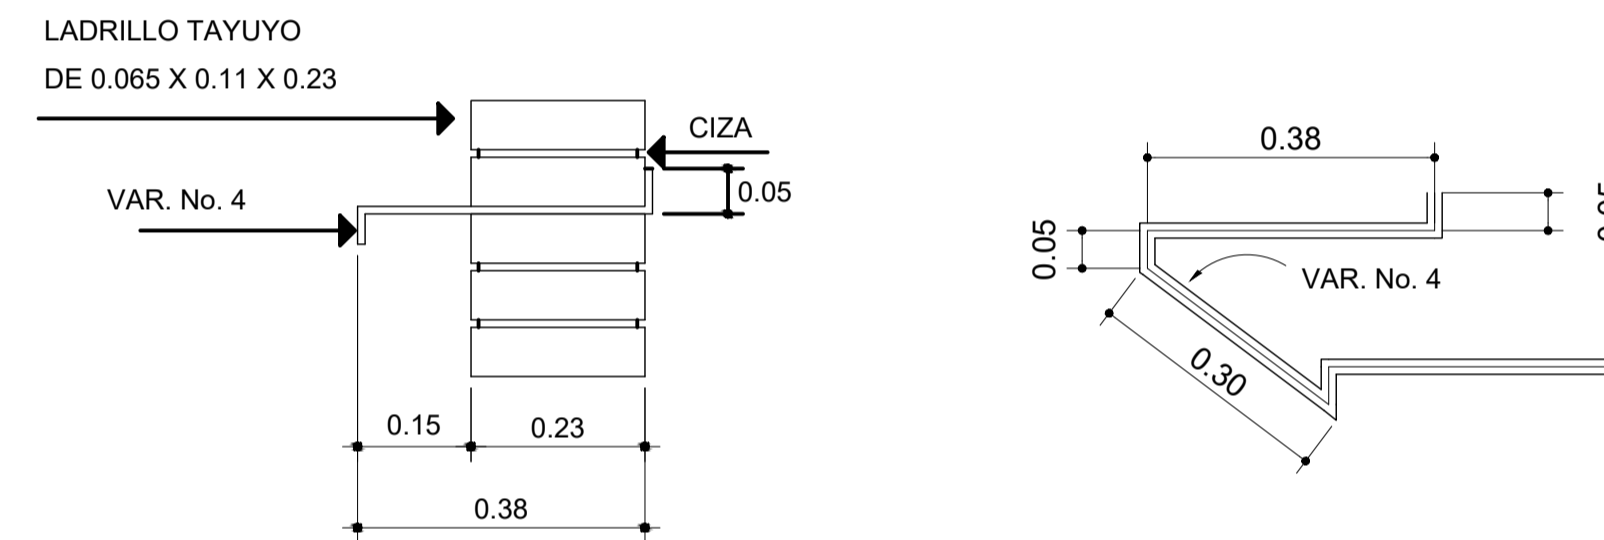 LADRILLO TAYUYO
DE 0.065 X 0.11 X 0.23
CIZA
VAR. No. 4
0.05
0.15
0.23
0.38
0.38
0.05
VAR. No. 4
0.30